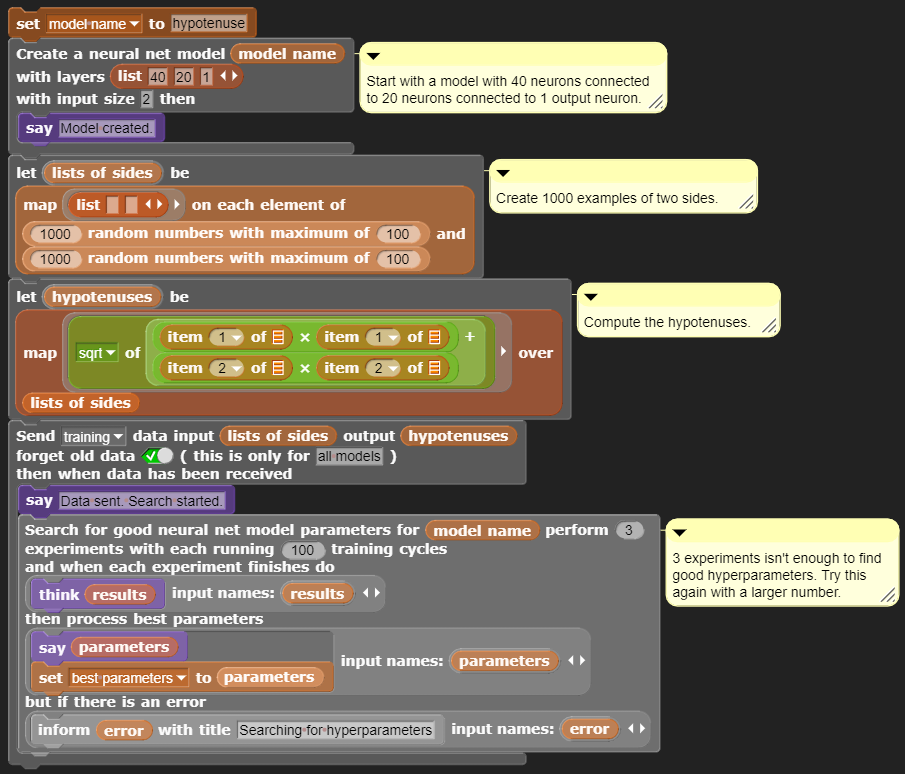 set model name to hypotenuse
Create a neural net model model name
with layers list 40 20 1
with input size 2 then
say Model created.
Start with a model with 40 neurons connected
to 20 neurons connected to 1 output neuron.
let lists of sides be
map list on each element of
1000 random numbers with maximum of 100 and
1000 random numbers with maximum of 100
Create 1000 examples of two sides.
let hypotenuses be
map sqrt of item 1 of × item 1 of + item 2 of × item 2 of over
lists of sides
Compute the hypotenuses.
Send training data input lists of sides output hypotenuses
forget old data ( this is only for all models )
then when data has been received
say Data sent. Search started.
Search for good neural net model parameters for model name perform 3
experiments with each running 100 training cycles
and when each experiment finishes do
think results input names: results
then process best parameters
say parameters
set best parameters to parameters
input names: parameters
but if there is an error
inform error with title Searching for hyperparameters input names: error
3 experiments isn't enough to find
good hyperparameters. Try this
again with a larger number.